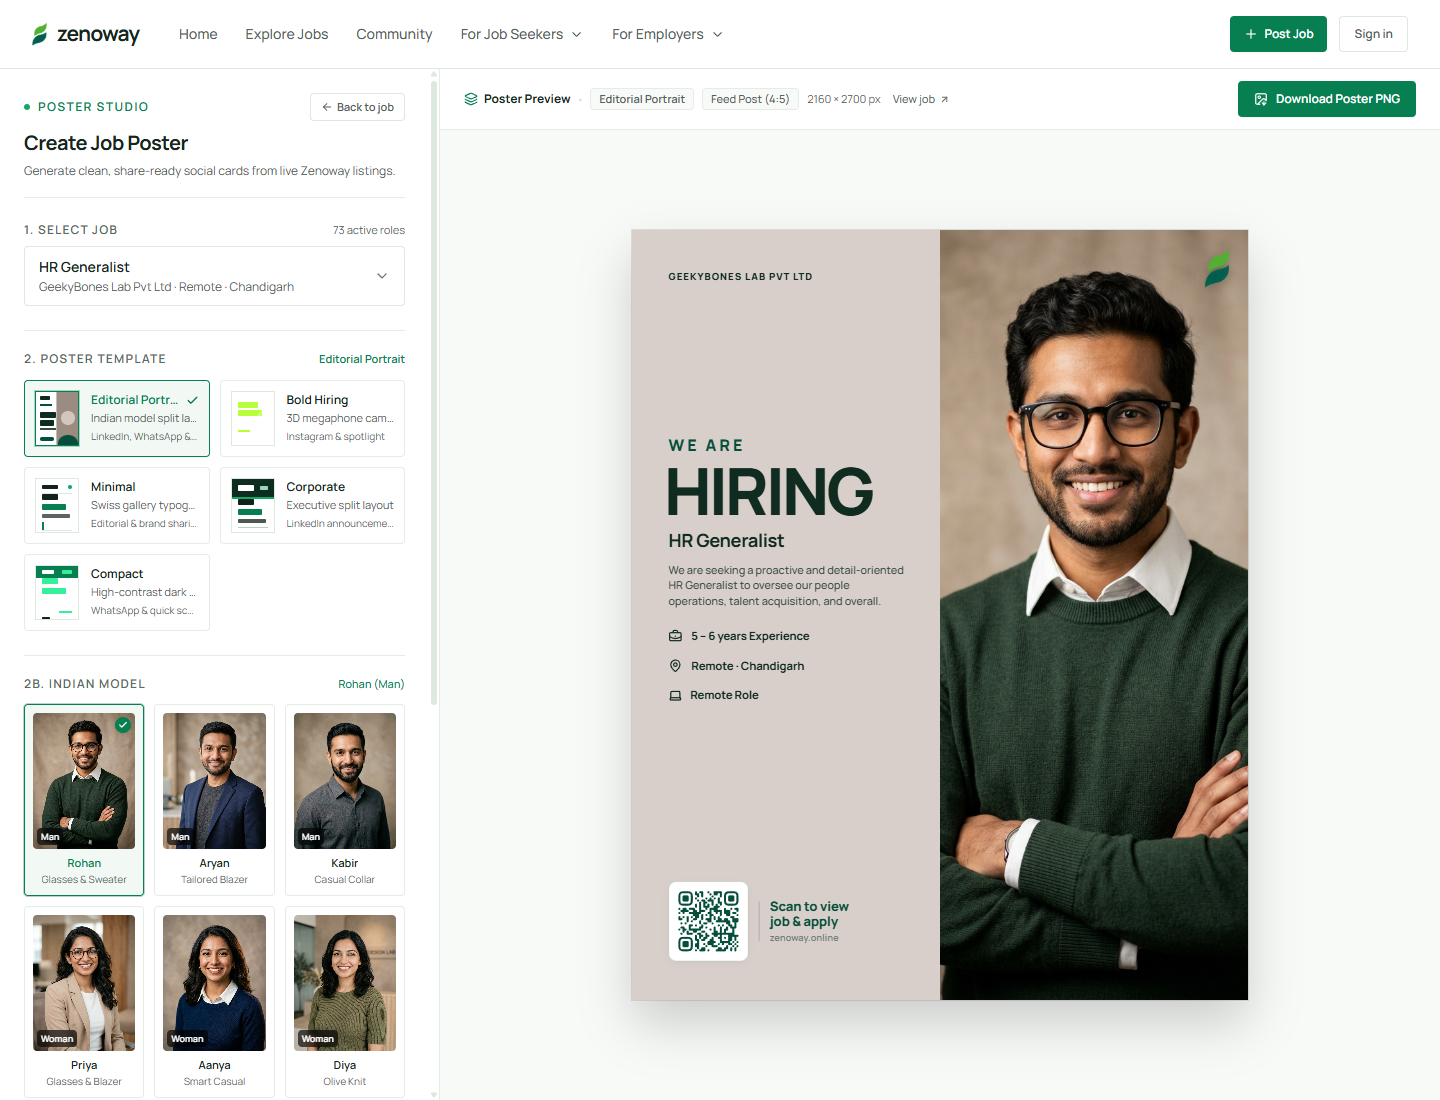 zenoway
Home
Explore Jobs
Community
For Job Seekers
For Employers
Post Job
Sign in
POSTER STUDIO
Back to job
Create Job Poster
Generate clean, share-ready social cards from live Zenoway listings.
1. SELECT JOB
73 active roles
HR Generalist
GeekyBones Lab Pvt Ltd · Remote · Chandigarh
2. POSTER TEMPLATE
Editorial Portrait
Editorial Portr...
Indian model split la...
LinkedIn, WhatsApp &...
Bold Hiring
3D megaphone cam...
Instagram & spotlight
Minimal
Swiss gallery typog...
Editorial & brand shari...
Corporate
Executive split layout
LinkedIn announceme...
Compact
High-contrast dark ...
WhatsApp & quick sc...
2B. INDIAN MODEL
Rohan (Man)
Man
Rohan
Glasses & Sweater
Man
Aryan
Tailored Blazer
Man
Kabir
Casual Collar
Woman
Priya
Glasses & Blazer
Woman
Aanya
Smart Casual
Woman
Diya
Olive Knit
Poster Preview
Editorial Portrait
Feed Post (4:5)
2160 × 2700 px
View job
Download Poster PNG
GEEKYBONES LAB PVT LTD
WE ARE
HIRING
HR Generalist
We are seeking a proactive and detail-oriented
HR Generalist to oversee our people
operations, talent acquisition, and overall.
5 – 6 years Experience
Remote · Chandigarh
Remote Role
Scan to view
job & apply
zenoway.online